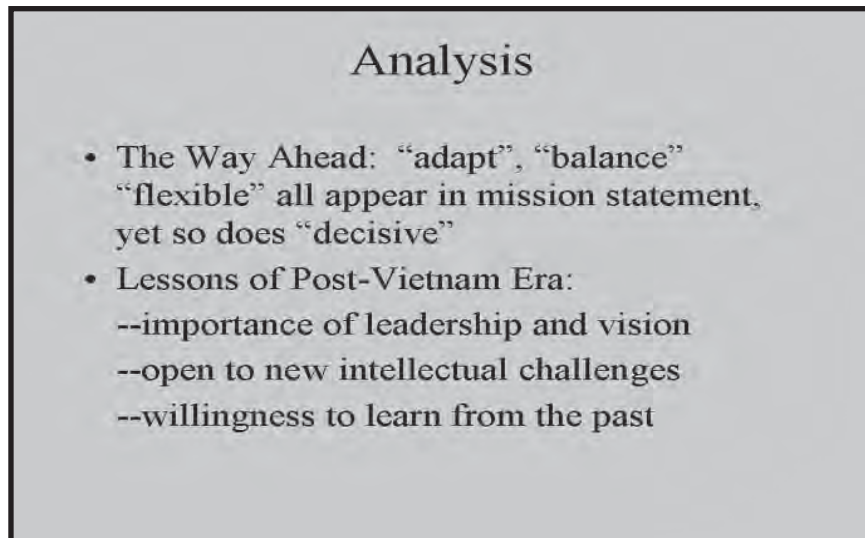 Analysis
• The Way Ahead: “adapt”, “balance”
“flexible” all appear in mission statement,
yet so does “decisive”
• Lessons of Post-Vietnam Era:
--importance of leadership and vision
--open to new intellectual challenges
--willingness to learn from the past